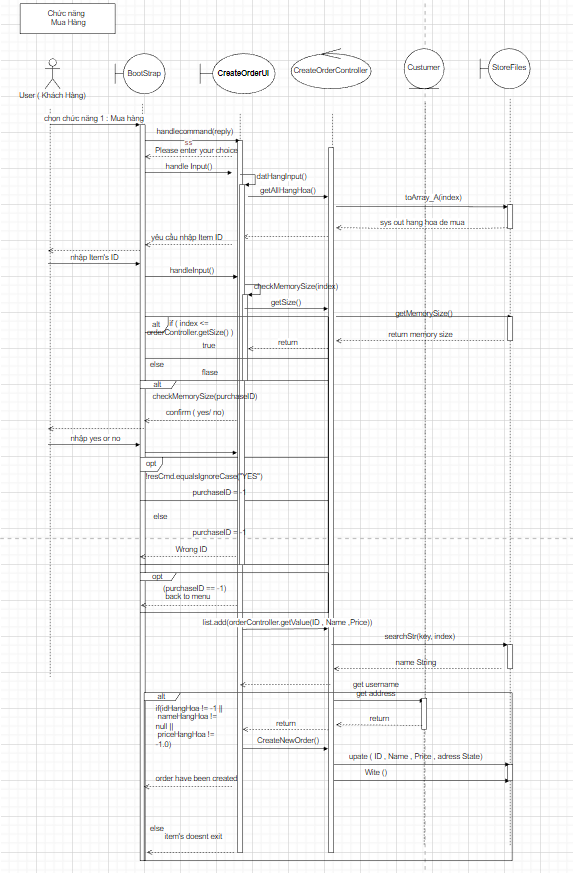 Chức năng
Mua Hàng
User ( Khách Hàng)
BootStrap
CreateOrderUI
CreateOrderController
Custumer
StoreFiles
chọn chức năng 1 : Mua hàng
handlecommand(reply)
ss
Please enter your choice
handle Input()
datHangInput()
getAllHangHoa()
toArray_A(index)
sys out hang hoa de mua
yêu cầu nhập Item ID
nhập Item's ID
handleInput()
checkMemorySize(index)
getSize()
getMemorySize()
alt
if ( index <=
orderController.getSize() )
return memory size
true
return
else
flase
alt
checkMemorySize(purchaseID)
confirm ( yes/ no)
nhập yes or no
opt
!resCmd.equalsIgnoreCase("YES")
purchaseID = -1
else
purchaseID = -1
Wrong ID
opt
(purchaseID == -1)
back to menu
list.add(orderController.getValue(ID , Name ,Price))
searchStr(key, index)
name String
get username
get address
alt
if(idHangHoa != -1 ||
nameHangHoa !=
null ||
priceHangHoa !=
-1.0)
return
return
CreateNewOrder()
upate ( ID , Name , Price , adress State)
Wite ()
order have been created
else
item's doesnt exit